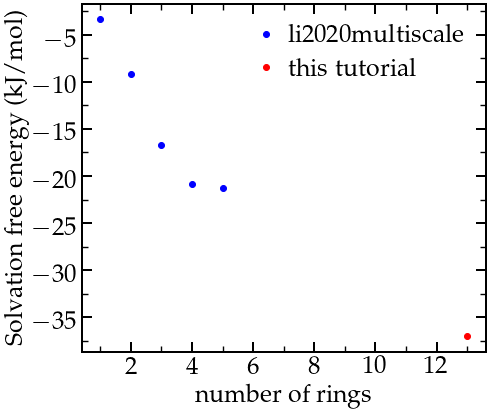 Solvation free energy (kJ/mol)
−5
−10
−15
−20
−25
−30
−35
li2020multiscale
this tutorial
2 4 6 8 10 12
number of rings